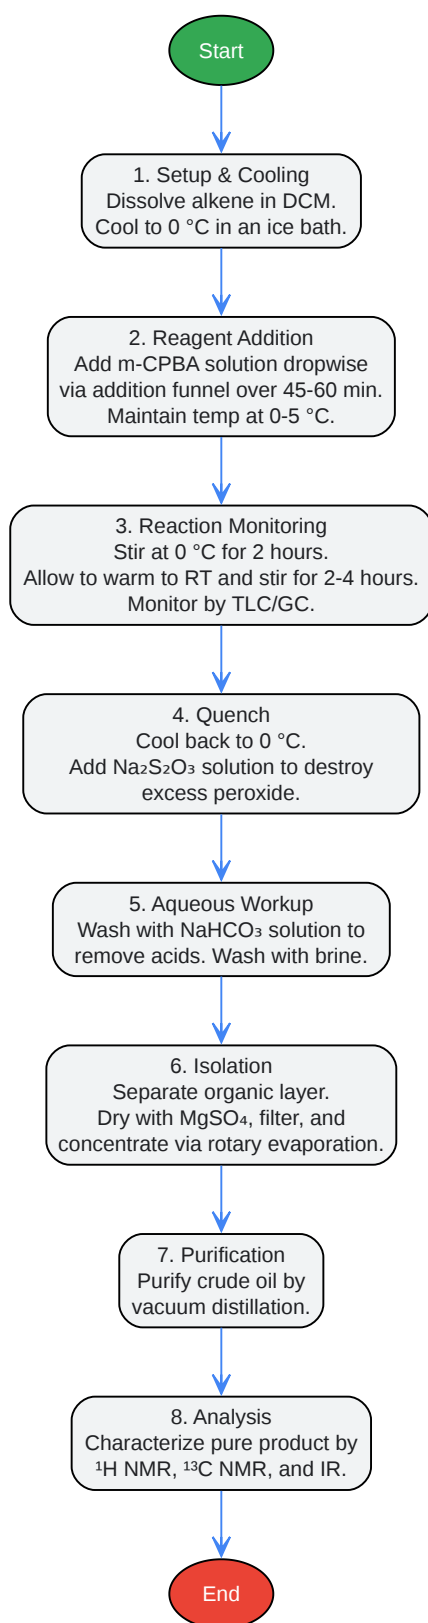 Start
1. Setup & Cooling
Dissolve alkene in DCM.
Cool to 0 °C in an ice bath.
2. Reagent Addition
Add m-CPBA solution dropwise
via addition funnel over 45-60 min.
Maintain temp at 0-5 °C.
3. Reaction Monitoring
Stir at 0 °C for 2 hours.
Allow to warm to RT and stir for 2-4 hours.
Monitor by TLC/GC.
4. Quench
Cool back to 0 °C.
Add Na₂S₂O₃ solution to destroy
excess peroxide.
5. Aqueous Workup
Wash with NaHCO₃ solution to
remove acids. Wash with brine.
6. Isolation
Separate organic layer.
Dry with MgSO₄, filter, and
concentrate via rotary evaporation.
7. Purification
Purify crude oil by
vacuum distillation.
8. Analysis
Characterize pure product by
¹H NMR, ¹³C NMR, and IR.
End